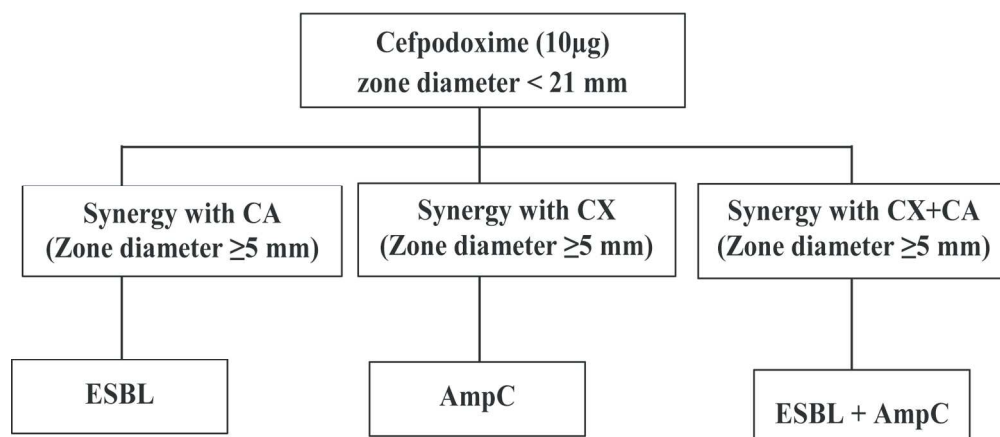 Cefpodoxime (10µg)
zone diameter < 21 mm
Synergy with CA
(Zone diameter ≥5 mm)
Synergy with CX
(Zone diameter ≥5 mm)
Synergy with CX+CA
(Zone diameter ≥5 mm)
ESBL
AmpC
ESBL + AmpC